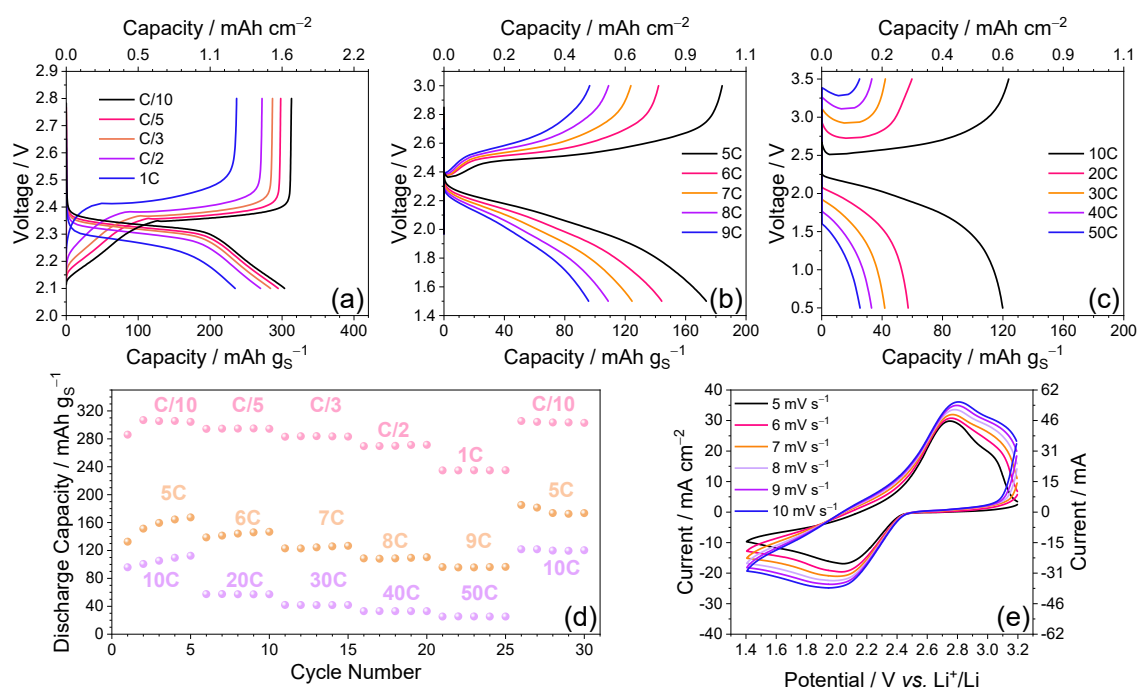 Capacity / mAh cm⁻²
0.0 0.6 1.1 1.6 2.2
2.9
2.8
2.7
2.6
2.5
2.4
2.3
2.2
2.1
2.0
Voltage / V
C/10
C/5
C/3
C/2
1C
(a)
0 100 200 300 400
Capacity / mAh gS⁻¹
Capacity / mAh cm⁻²
0.0 0.2 0.4 0.7 0.9 1.1
3.2
3.0
2.8
2.6
2.4
2.2
2.0
1.8
1.6
1.4
Voltage / V
5C
6C
7C
8C
9C
(b)
0 40 80 120 160 200
Capacity / mAh gS⁻¹
Capacity / mAh cm⁻²
0.0 0.2 0.4 0.7 0.9 1.1
3.5
3.0
2.5
2.0
1.5
1.0
0.5
Voltage / V
10C
20C
30C
40C
50C
(c)
0 40 80 120 160 200
Capacity / mAh gS⁻¹
Discharge Capacity / mAh gS⁻¹
320
280
240
200
160
120
80
40
0
C/10 C/5 C/3 C/2 1C C/10
5C 6C 7C 8C 9C 5C
10C 20C 30C 40C 50C 10C
(d)
0 5 10 15 20 25 30
Cycle Number
Current / mA cm⁻²
40
30
20
10
0
-10
-20
-30
-40
5 mV s⁻¹
6 mV s⁻¹
7 mV s⁻¹
8 mV s⁻¹
9 mV s⁻¹
10 mV s⁻¹
(e)
62
46
31
15
0
-15
-31
-46
-62
Current / mA
1.4 1.6 1.8 2.0 2.2 2.4 2.6 2.8 3.0 3.2
Potential / V vs. Li⁺/Li